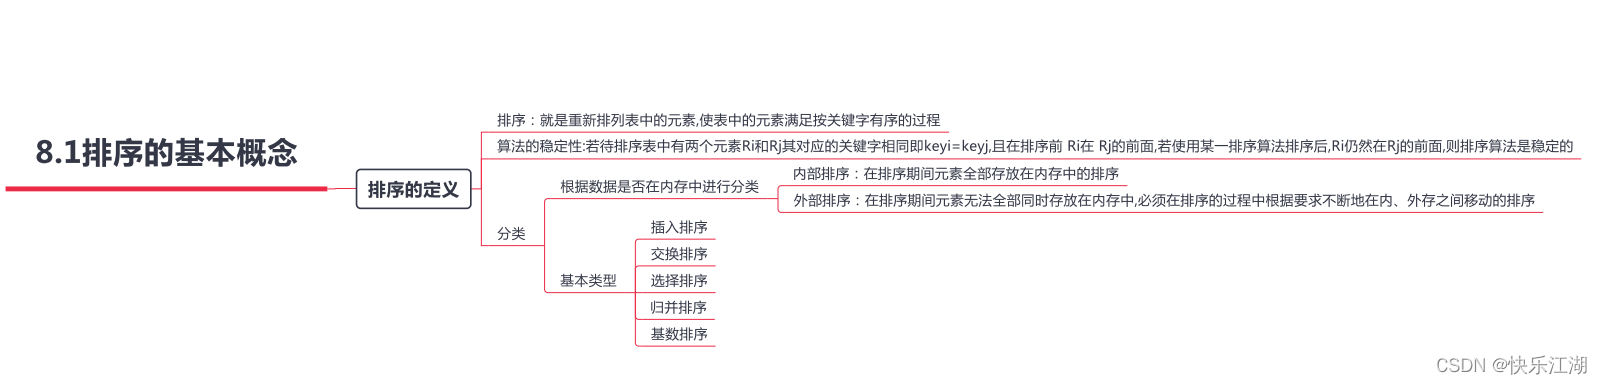 8.1排序的基本概念
排序的定义
排序：就是重新排列表中的元素,使表中的元素满足按关键字有序的过程
算法的稳定性:若待排序表中有两个元素Ri和Rj其对应的关键字相同即keyi=keyj,且在排序前 Ri在 Rj的前面,若使用某一排序算法排序后,Ri仍然在Rj的前面,则排序算法是稳定的
分类
根据数据是否在内存中进行分类
内部排序：在排序期间元素全部存放在内存中的排序
外部排序：在排序期间元素无法全部同时存放在内存中,必须在排序的过程中根据要求不断地在内、外存之间移动的排序
基本类型
插入排序
交换排序
选择排序
归并排序
基数排序
CSDN @快乐江湖